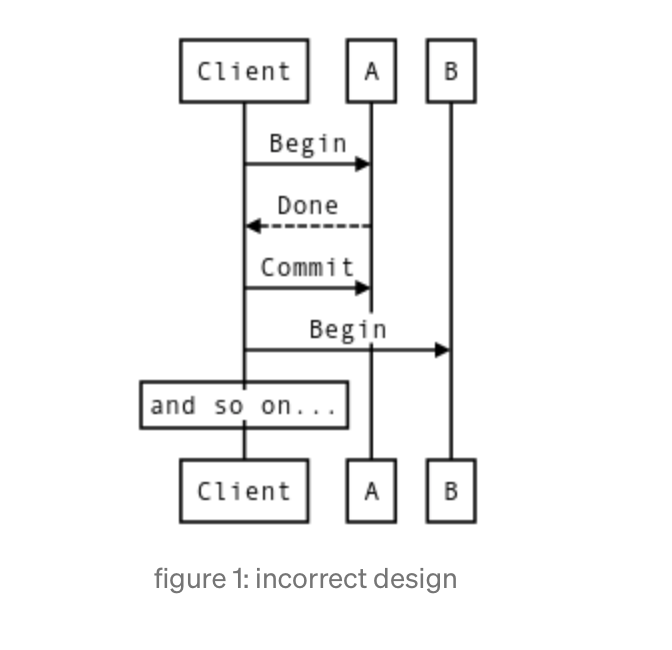 Client A B
Begin
Done
Commit
Begin
and so on...
Client A B
figure 1: incorrect design